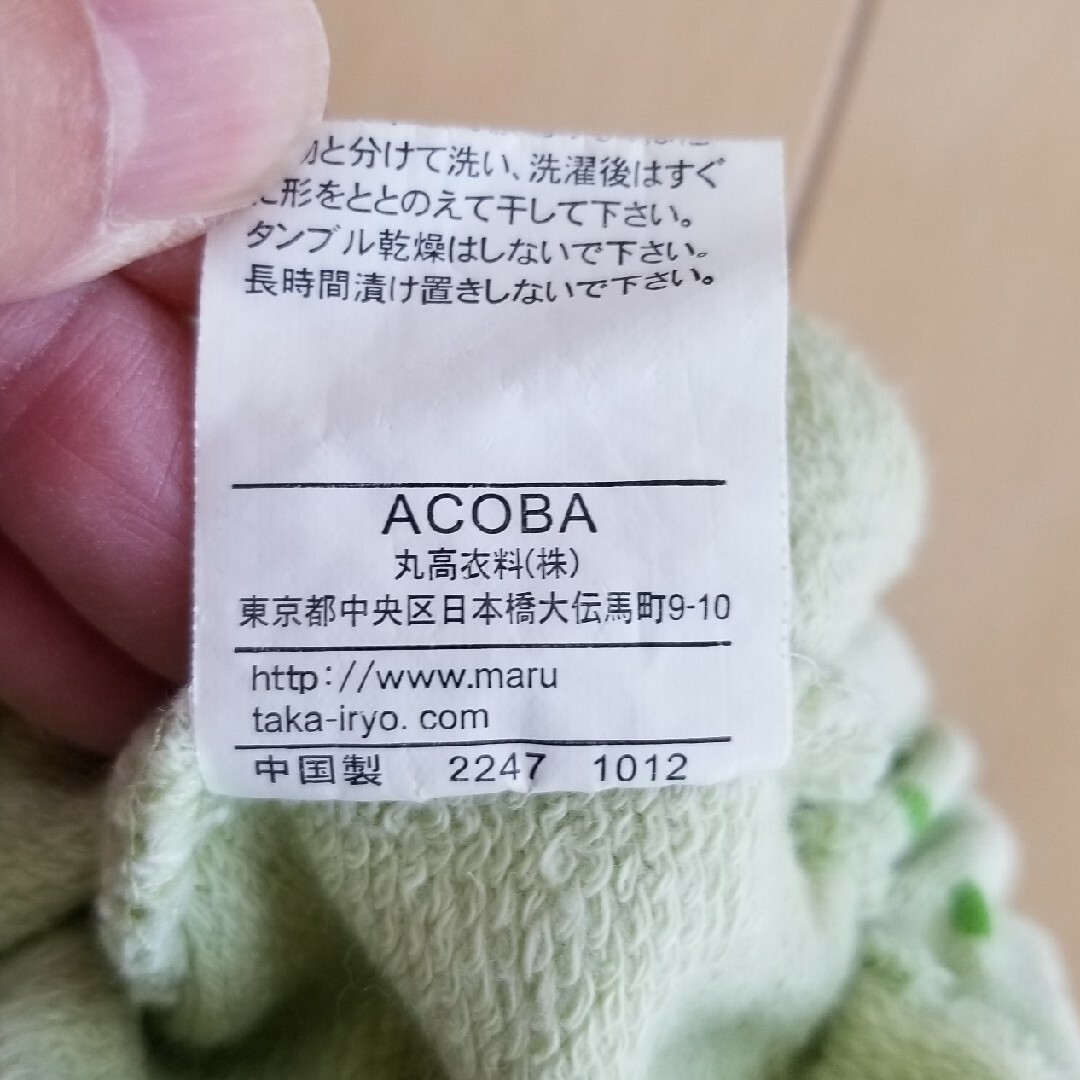 と分けて洗い、洗濯後はすぐ
に形をととのえて干して下さい。
タンブル乾燥はしないで下さい。
長時間漬け置きしないで下さい。
ACOBA
丸高衣料(株)
東京都中央区日本橋大伝馬町9-10
http://www.maru
taka-iryo. com
中国製 2247 1012